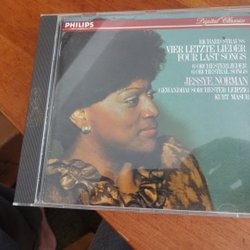 PHILIPS
Digital Classics
RICHARD STRAUSS
VIER LETZTE LIEDER
FOUR LAST SONGS
6 ORCHESTERLIEDER
6 ORCHESTRAL SONGS
JESSYE NORMAN
GEWANDHAUSORCHESTER LEIPZIG
KURT MASUR